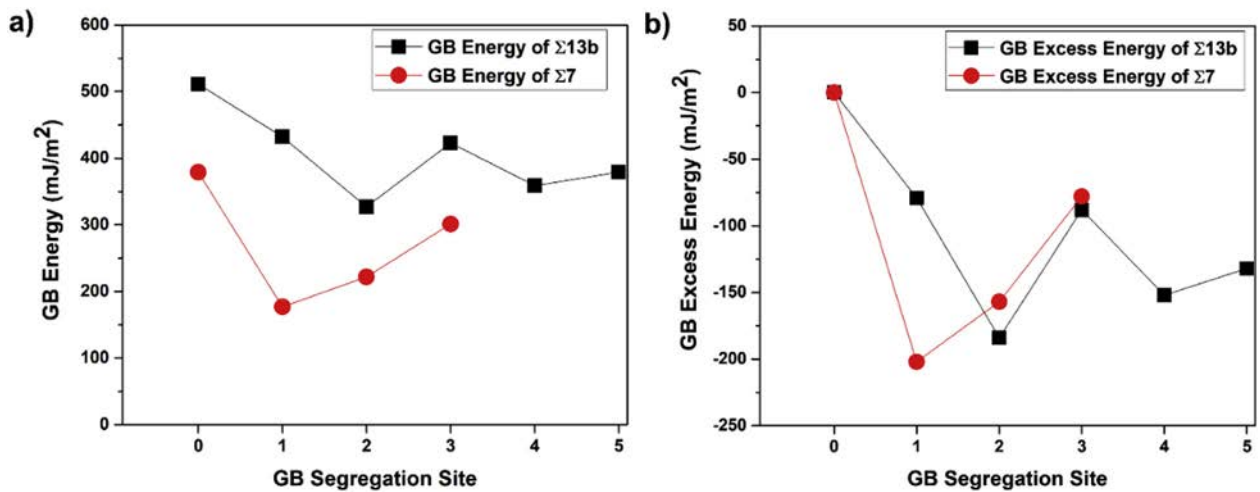 a)
600
500
400
300
200
100
0
GB Energy (mJ/m²)
GB Energy of Σ13b
GB Energy of Σ7
0 1 2 3 4 5
GB Segregation Site
b)
50
0
-50
-100
-150
-200
-250
GB Excess Energy (mJ/m²)
GB Excess Energy of Σ13b
GB Excess Energy of Σ7
0 1 2 3 4 5
GB Segregation Site